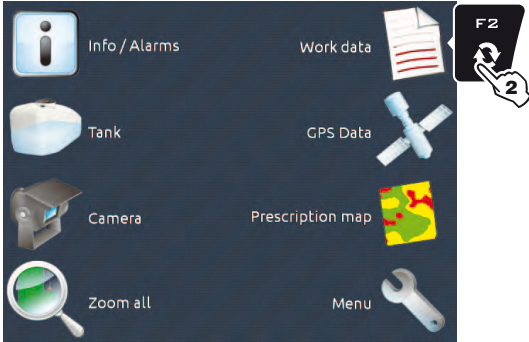 Info / Alarms
Work data
F2
2
Tank
GPS Data
Camera
Prescription map
Zoom all
Menu